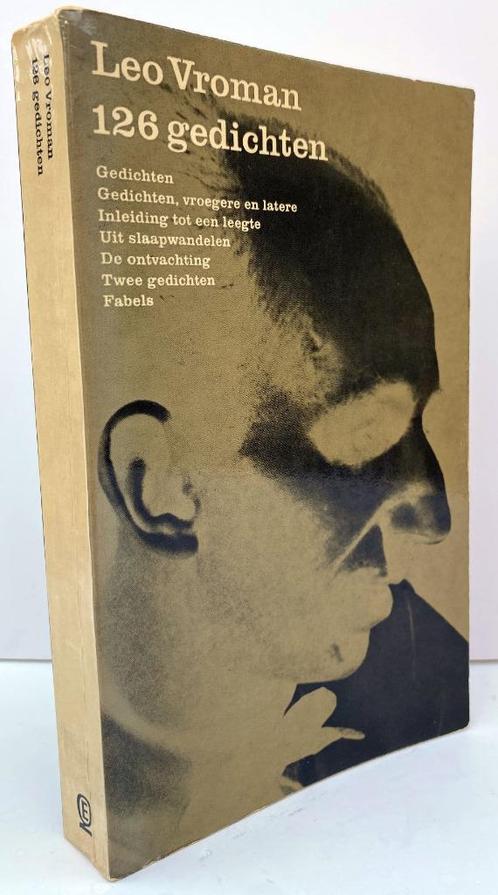 Leo Vroman
126 gedichten
Gedichten
Gedichten, vroegere en latere
Inleiding tot een leegte
Uit slaapwandelen
De ontvachting
Twee gedichten
Fabels
Leo Vroman
126 gedichten